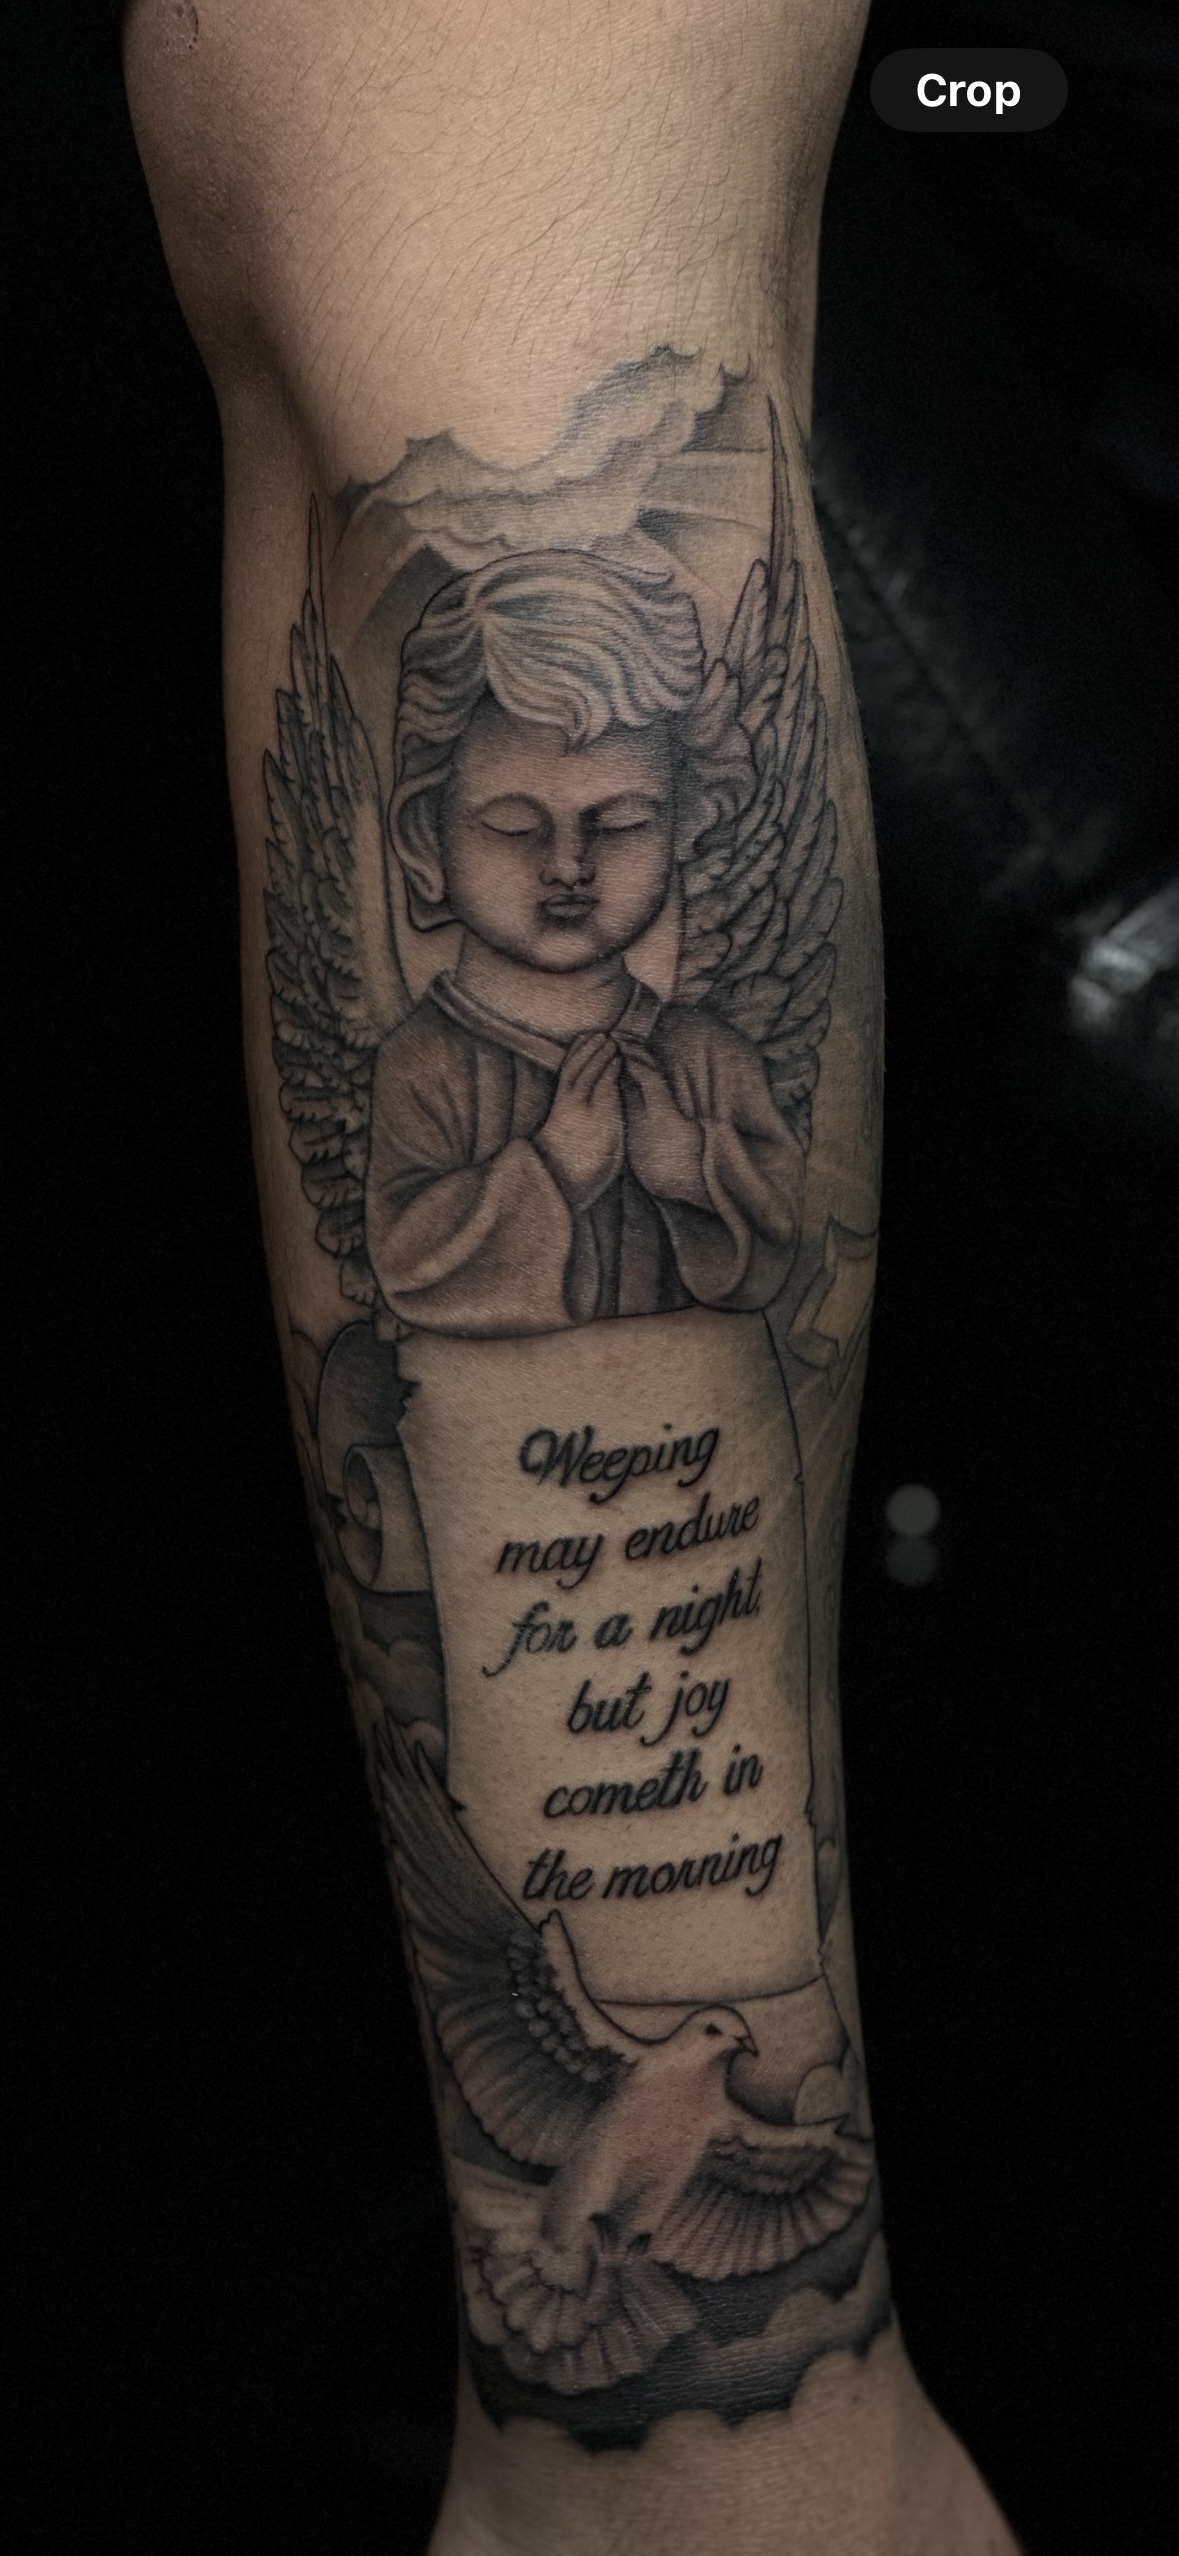 Crop
Weeping
may endure
for a night,
but joy
cometh in
the morning